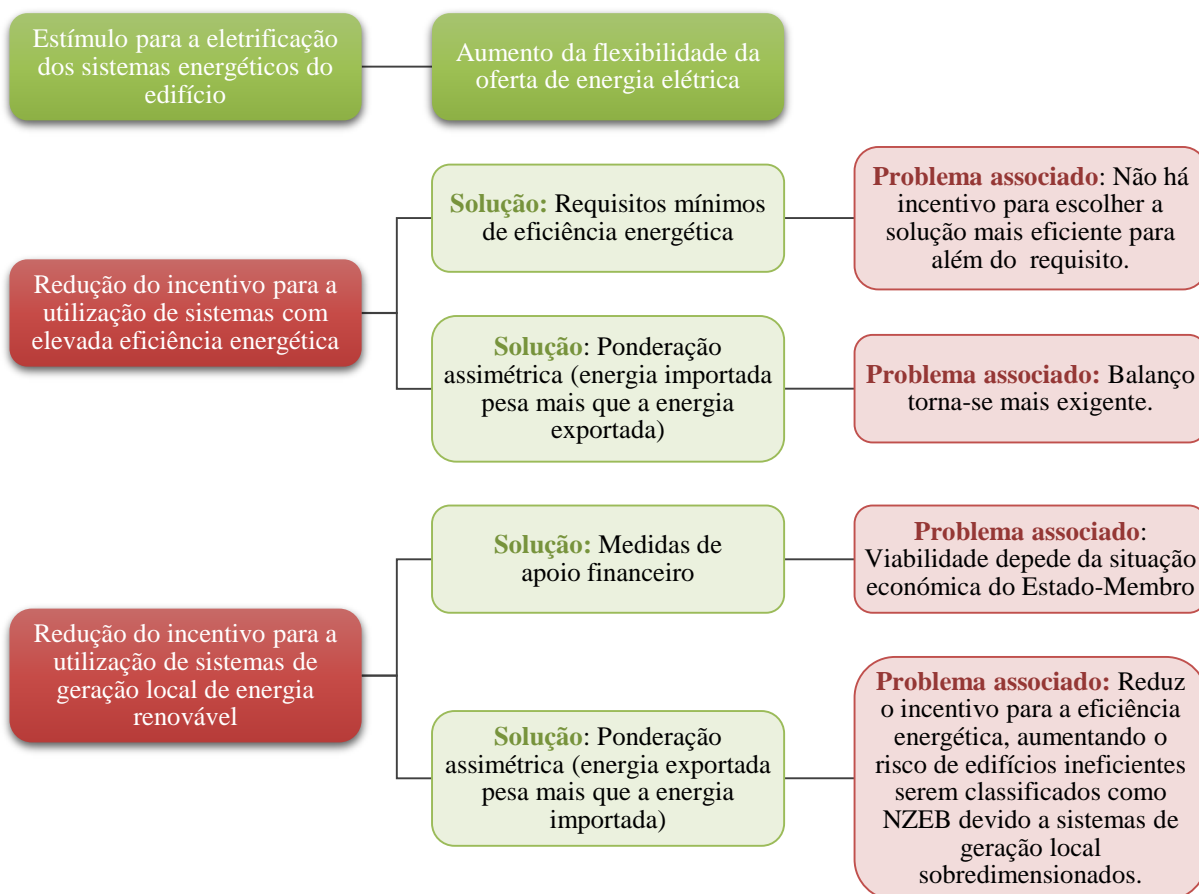 Estímulo para a eletrificação
dos sistemas energéticos do
edifício
Aumento da flexibilidade da
oferta de energia elétrica
Redução do incentivo para a
utilização de sistemas com
elevada eficiência energética
Solução: Requisitos mínimos
de eficiência energética
Problema associado: Não há
incentivo para escolher a
solução mais eficiente para
além do requisito.
Solução: Ponderação
assimétrica (energia importada
pesa mais que a energia
exportada)
Problema associado: Balanço
torna-se mais exigente.
Redução do incentivo para a
utilização de sistemas de
geração local de energia
renovável
Solução: Medidas de
apoio financeiro
Problema associado:
Viabilidade depede da situação
económica do Estado-Membro
Solução: Ponderação
assimétrica (energia exportada
pesa mais que a energia
importada)
Problema associado: Reduz
o incentivo para a eficiência
energética, aumentando o
risco de edifícios ineficientes
serem classificados como
NZEB devido a sistemas de
geração local
sobredimensionados.